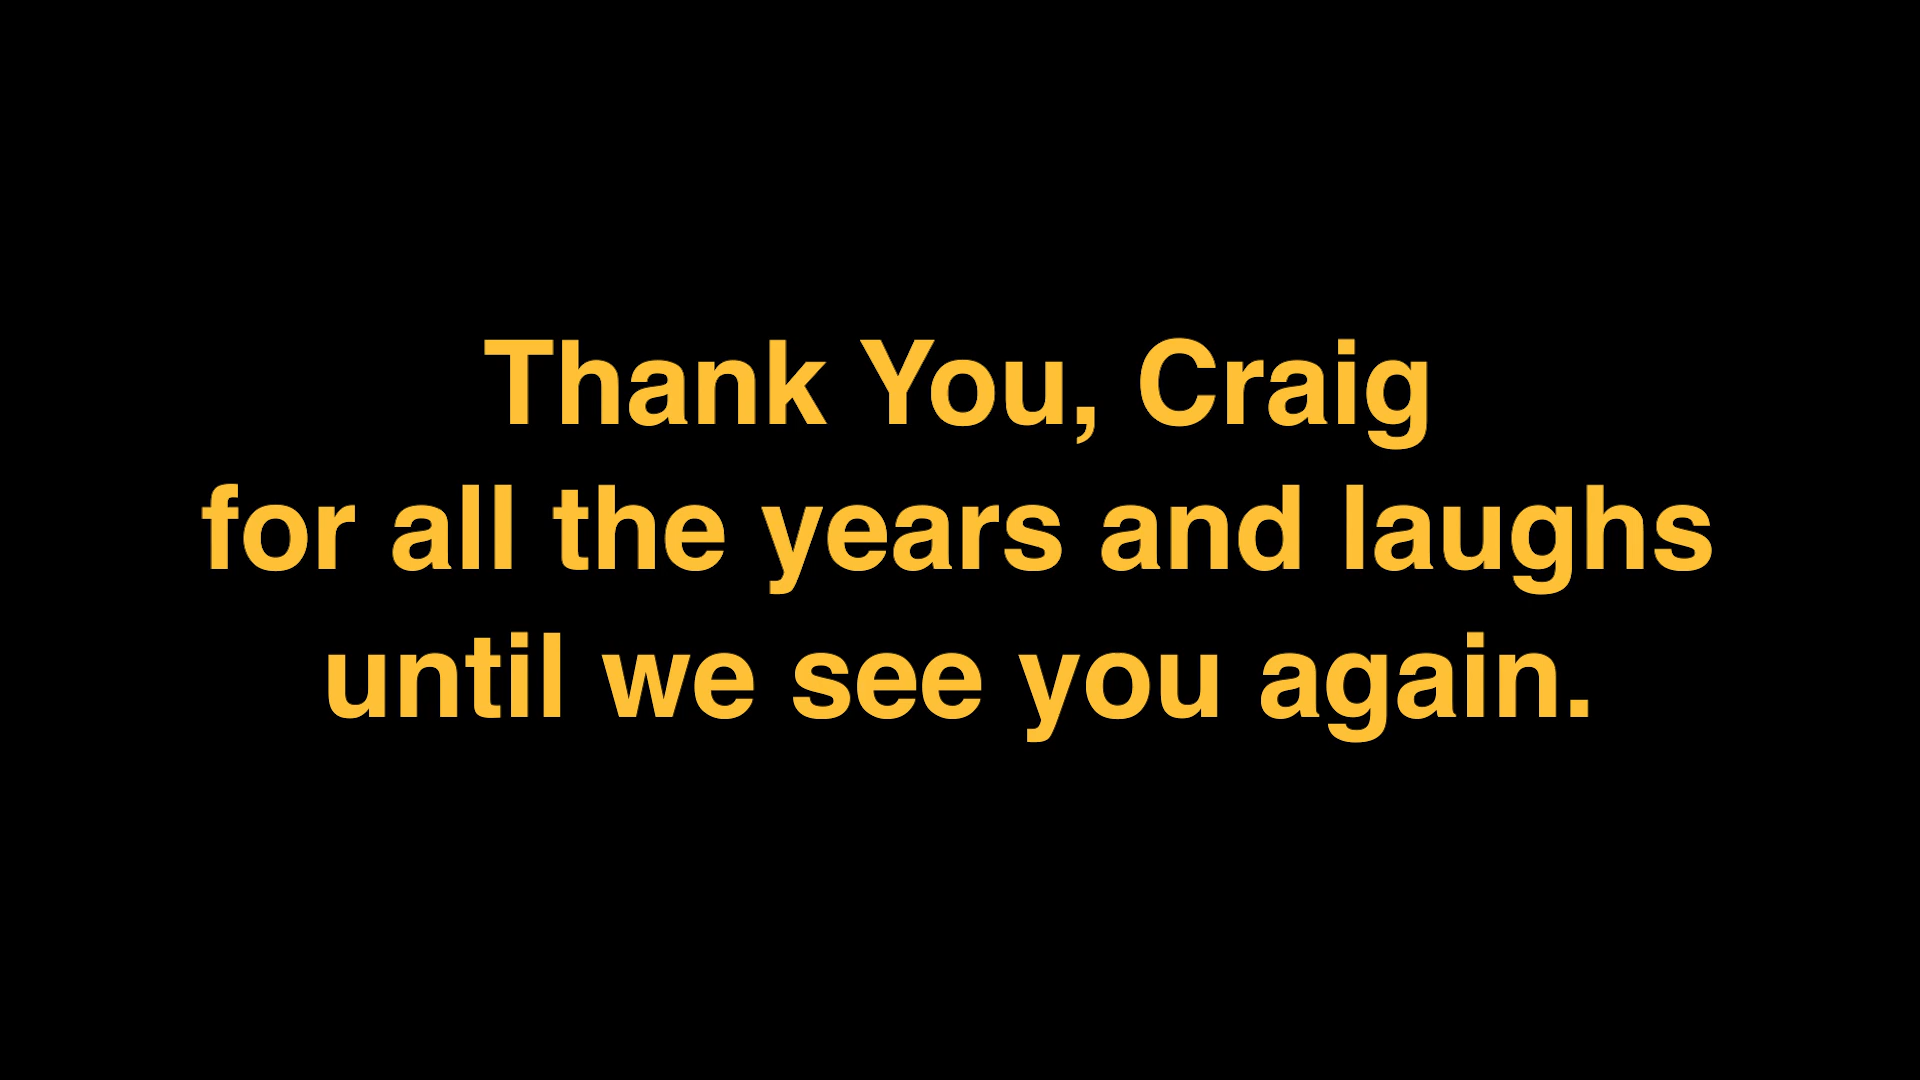 Thank You, Craig
for all the years and laughs
until we see you again.